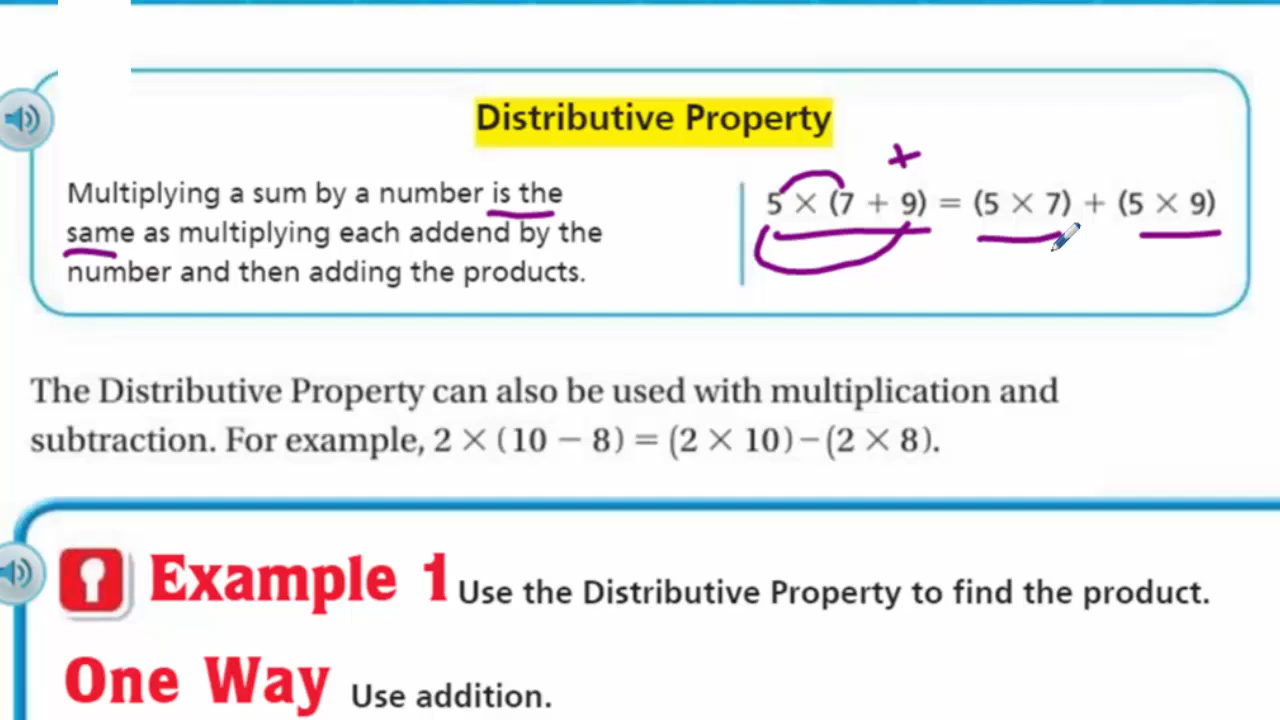 Distributive Property
Multiplying a sum by a number is the
same as multiplying each addend by the
number and then adding the products.
+
5 × (7 + 9) = (5 × 7) + (5 × 9)
The Distributive Property can also be used with multiplication and
subtraction. For example, 2 × (10 − 8) = (2 × 10) − (2 × 8).
Example 1 Use the Distributive Property to find the product.
One Way Use addition.